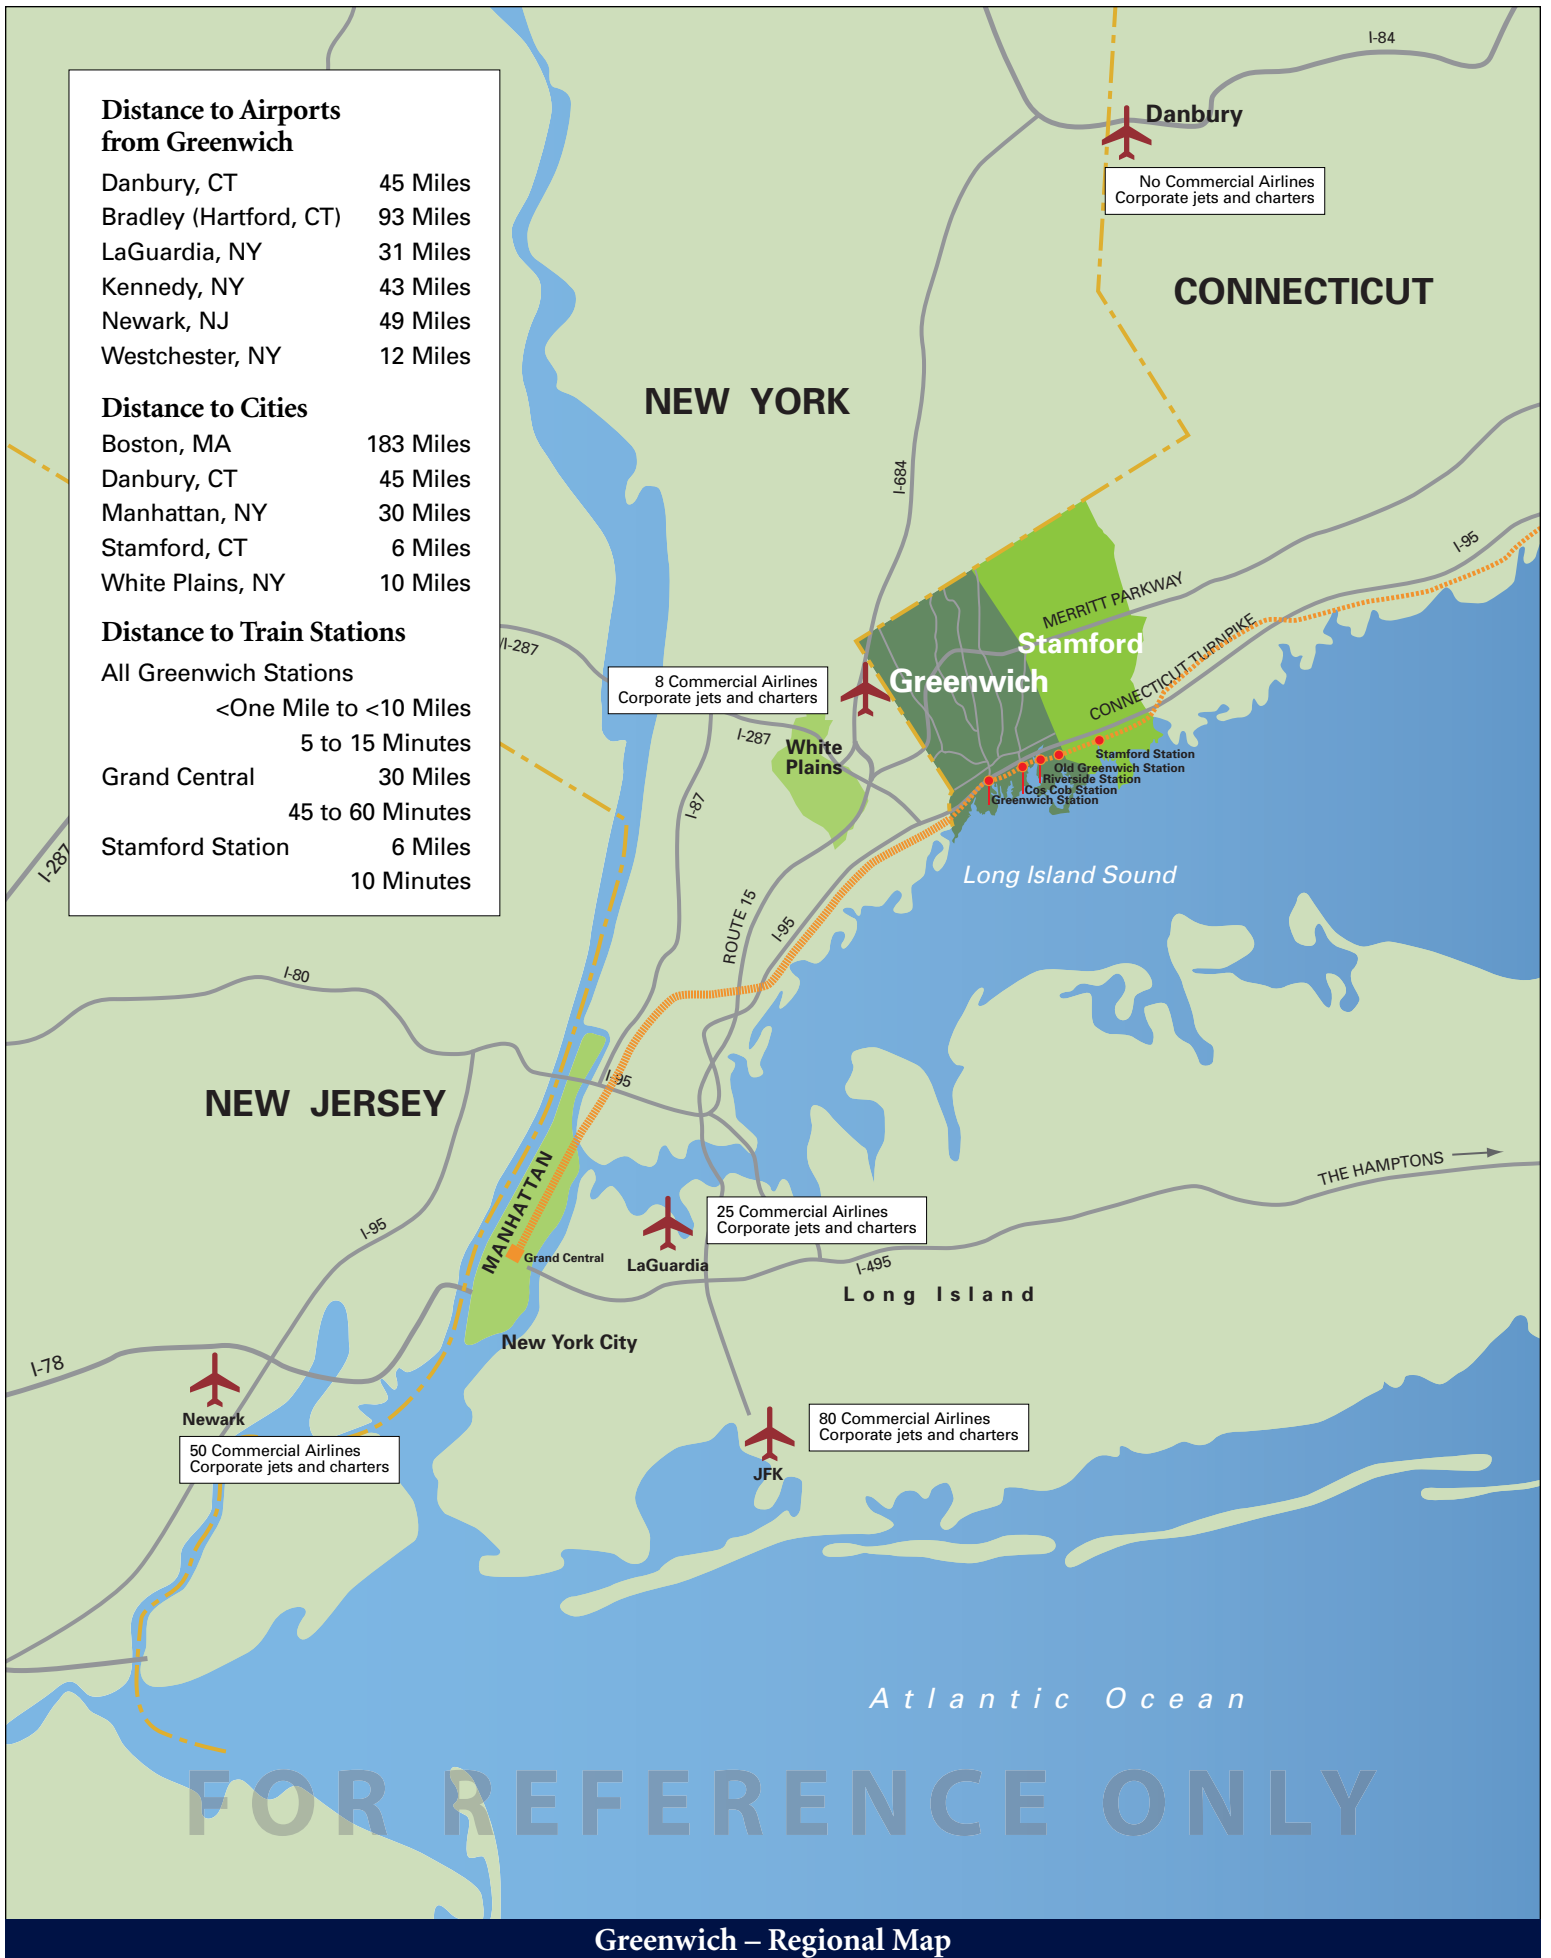 Distance to Airports
from Greenwich
Danbury, CT 45 Miles
Bradley (Hartford, CT) 93 Miles
LaGuardia, NY 31 Miles
Kennedy, NY 43 Miles
Newark, NJ 49 Miles
Westchester, NY 12 Miles
Distance to Cities
Boston, MA 183 Miles
Danbury, CT 45 Miles
Manhattan, NY 30 Miles
Stamford, CT 6 Miles
White Plains, NY 10 Miles
Distance to Train Stations
All Greenwich Stations
<One Mile to <10 Miles
5 to 15 Minutes
Grand Central 30 Miles
45 to 60 Minutes
Stamford Station 6 Miles
10 Minutes
I-84
Danbury
No Commercial Airlines
Corporate jets and charters
CONNECTICUT
NEW YORK
I-684
I-95
MERRITT PARKWAY
Stamford
CONNECTICUT TURNPIKE
Greenwich
/I-287
8 Commercial Airlines
Corporate jets and charters
I-287
White
Plains
Stamford Station
Old Greenwich Station
Riverside Station
Cos Cob Station
Greenwich Station
I-87
I-287
Long Island Sound
ROUTE 15
I-95
I-80
I-95
NEW JERSEY
MANHATTAN
THE HAMPTONS
I-95
25 Commercial Airlines
Corporate jets and charters
Grand Central
LaGuardia
I-495
Long Island
New York City
I-78
Newark
50 Commercial Airlines
Corporate jets and charters
80 Commercial Airlines
Corporate jets and charters
JFK
Atlantic Ocean
FOR REFERENCE ONLY
Greenwich – Regional Map